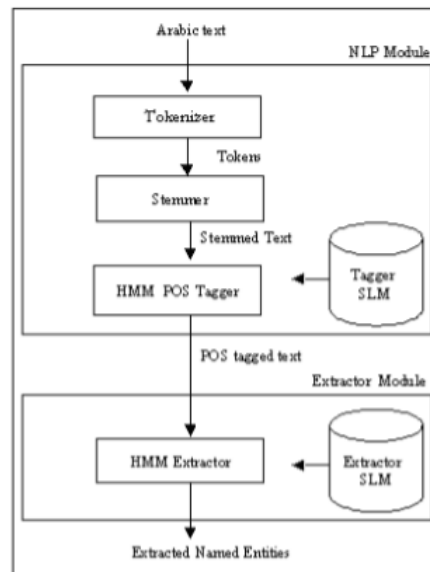 Arabic text
NLP Module
Tokenizer
Tokens
Stemmer
Stemmed Text
HMM POS Tagger
Tagger
SLM
POS tagged text
Extractor Module
HMM Extractor
Extractor
SLM
Extracted Named Entities